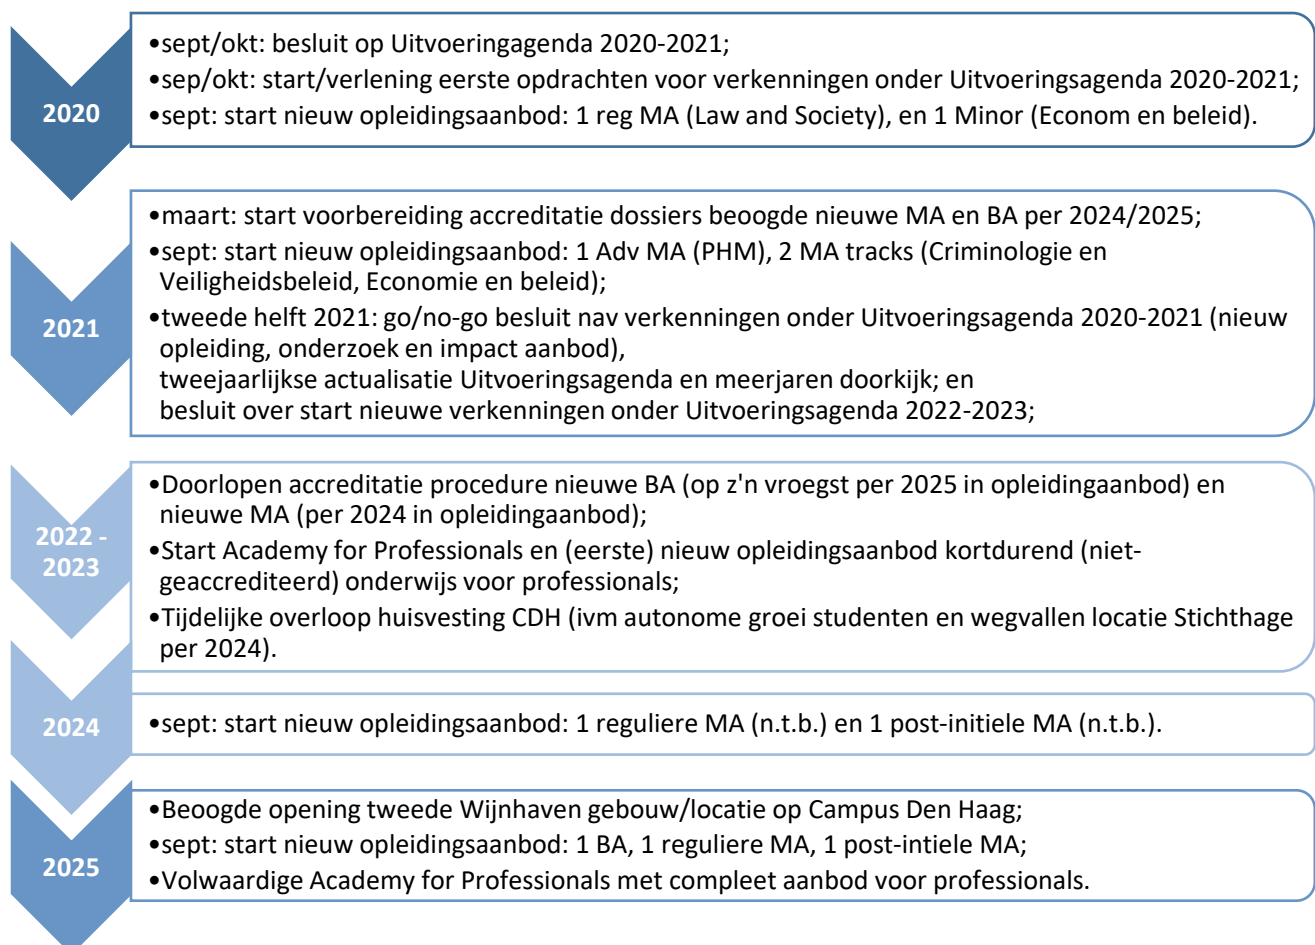 2020
•sept/okt: besluit op Uitvoeringagenda 2020-2021;
•sep/okt: start/verlening eerste opdrachten voor verkenningen onder Uitvoeringsagenda 2020-2021;
•sept: start nieuw opleidingsaanbod: 1 reg MA (Law and Society), en 1 Minor (Econom en beleid).
2021
•maart: start voorbereiding accreditatie dossiers beoogde nieuwe MA en BA per 2024/2025;
•sept: start nieuw opleidingsaanbod: 1 Adv MA (PHM), 2 MA tracks (Criminologie en
Veiligheidsbeleid, Economie en beleid);
•tweede helft 2021: go/no-go besluit nav verkenningen onder Uitvoeringsagenda 2020-2021 (nieuw
opleiding, onderzoek en impact aanbod),
tweejaarlijkse actualisatie Uitvoeringsagenda en meerjaren doorkijk; en
besluit over start nieuwe verkenningen onder Uitvoeringsagenda 2022-2023;
2022 -
2023
•Doorlopen accreditatie procedure nieuwe BA (op z'n vroegst per 2025 in opleidingaanbod) en
nieuwe MA (per 2024 in opleidingaanbod);
•Start Academy for Professionals en (eerste) nieuw opleidingsaanbod kortdurend (niet-
geaccrediteerd) onderwijs voor professionals;
•Tijdelijke overloop huisvesting CDH (ivm autonome groei studenten en wegvallen locatie Stichthage
per 2024).
2024
•sept: start nieuw opleidingsaanbod: 1 reguliere MA (n.t.b.) en 1 post-initiele MA (n.t.b.).
2025
•Beoogde opening tweede Wijnhaven gebouw/locatie op Campus Den Haag;
•sept: start nieuw opleidingsaanbod: 1 BA, 1 reguliere MA, 1 post-intiele MA;
•Volwaardige Academy for Professionals met compleet aanbod voor professionals.